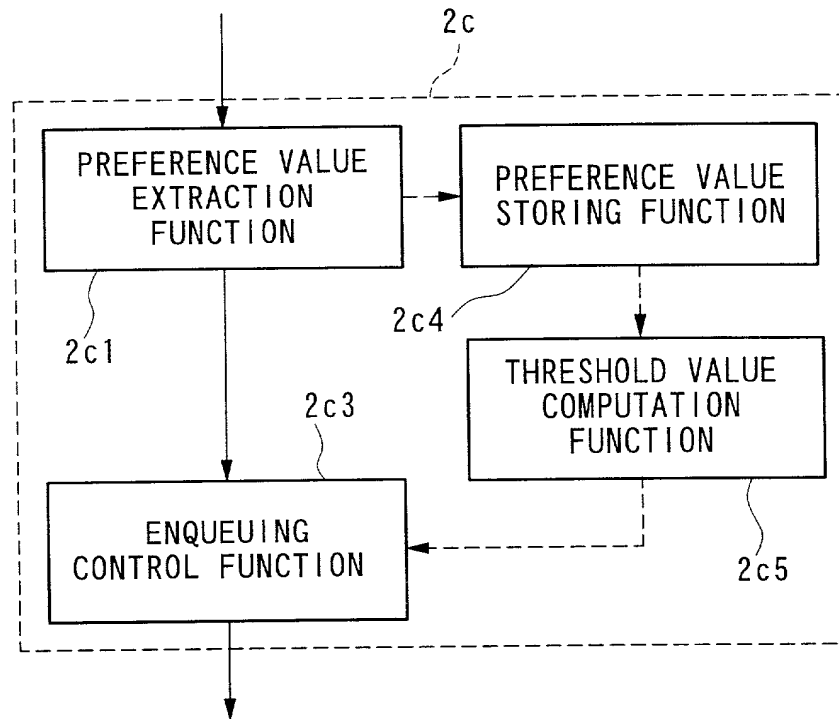 2c
PREFERENCE VALUE
EXTRACTION
FUNCTION
PREFERENCE VALUE
STORING FUNCTION
2c1
2c4
THRESHOLD VALUE
COMPUTATION
FUNCTION
2c3
ENQUEUING
CONTROL FUNCTION
2c5